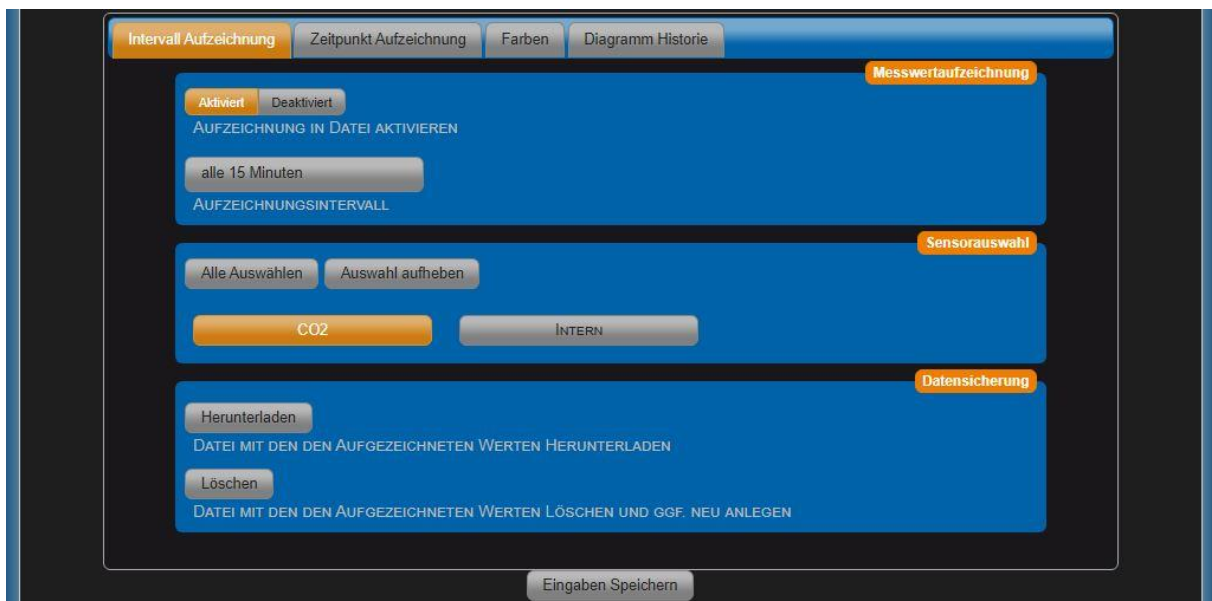 Intervall Aufzeichnung Zeitpunkt Aufzeichnung Farben Diagramm Historie
Messwertaufzeichnung
Aktiviert Deaktiviert
Aufzeichnung in Datei aktivieren
alle 15 Minuten
Aufzeichnungsintervall
Sensorauswahl
Alle Auswählen Auswahl aufheben
CO2 Intern
Datensicherung
Herunterladen
Datei mit den den Aufgezeichneten Werten Herunterladen
Löschen
Datei mit den den Aufgezeichneten Werten Löschen und ggf. neu anlegen
Eingaben Speichern